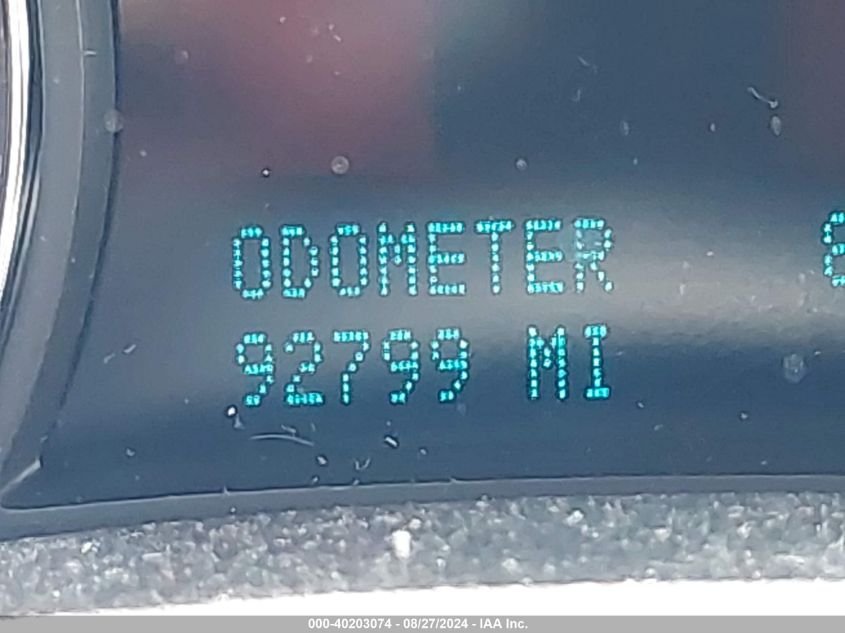 ODOMETER
92799 MI
000-40203074 - 08/27/2024 - IAA Inc.